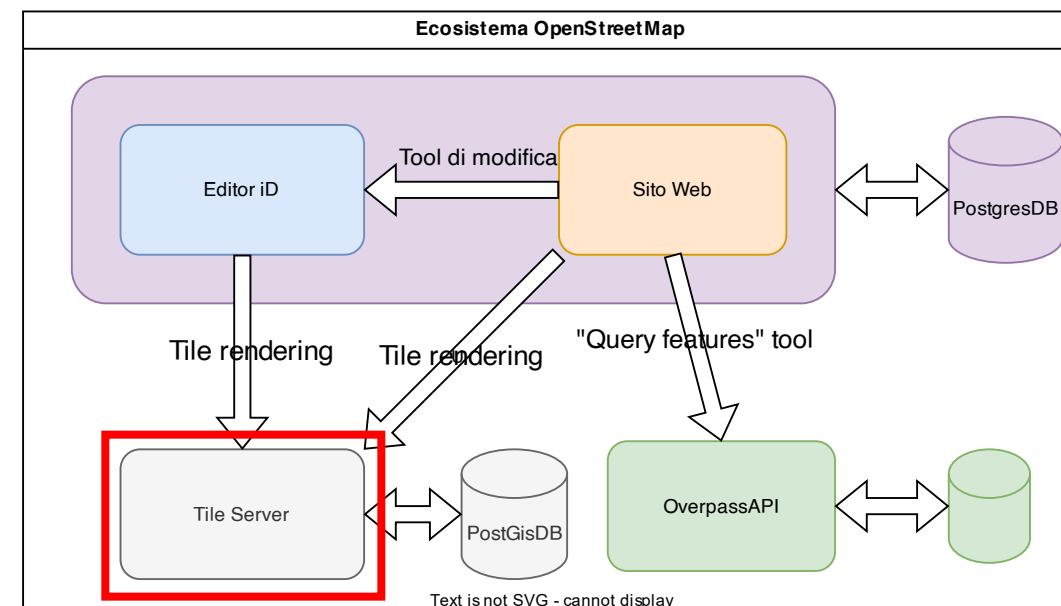 Ecosistema OpenStreetMap
Tool di modifica
Editor iD
Sito Web
PostgresDB
Tile rendering
Tile rendering
"Query features" tool
Tile Server
PostGisDB
OverpassAPI
Text is not SVG - cannot display